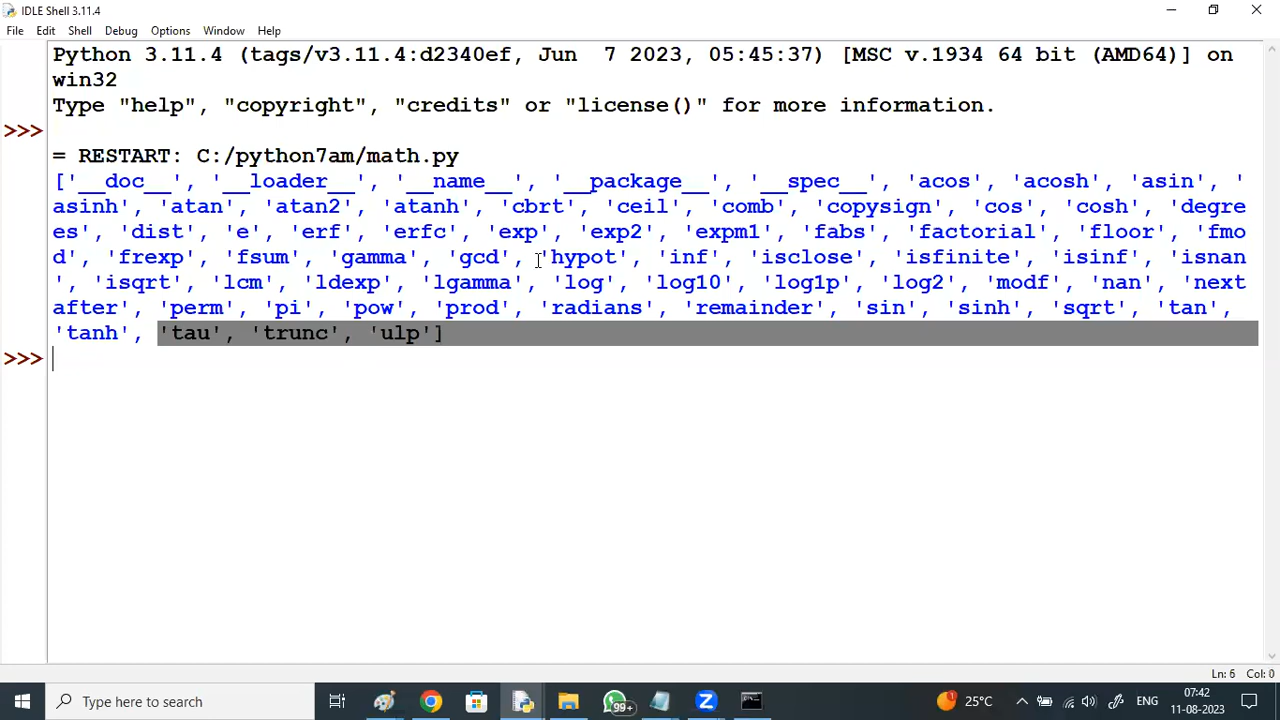 IDLE Shell 3.11.4
File Edit Shell Debug Options Window Help
Python 3.11.4 (tags/v3.11.4:d2340ef, Jun  7 2023, 05:45:37) [MSC v.1934 64 bit (AMD64)] on
win32
Type "help", "copyright", "credits" or "license()" for more information.
>>>
= RESTART: C:/python7am/math.py
['__doc__', '__loader__', '__name__', '__package__', '__spec__', 'acos', 'acosh', 'asin', '
asinh', 'atan', 'atan2', 'atanh', 'cbrt', 'ceil', 'comb', 'copysign', 'cos', 'cosh', 'degre
es', 'dist', 'e', 'erf', 'erfc', 'exp', 'exp2', 'expm1', 'fabs', 'factorial', 'floor', 'fmo
d', 'frexp', 'fsum', 'gamma', 'gcd', 'hypot', 'inf', 'isclose', 'isfinite', 'isinf', 'isnan
', 'isqrt', 'lcm', 'ldexp', 'lgamma', 'log', 'log10', 'log1p', 'log2', 'modf', 'nan', 'next
after', 'perm', 'pi', 'pow', 'prod', 'radians', 'remainder', 'sin', 'sinh', 'sqrt', 'tan',
'tanh', 'tau', 'trunc', 'ulp']
>>>
Ln: 6 Col: 0
Type here to search
99+
1
25°C
ENG
07:42
11-08-2023